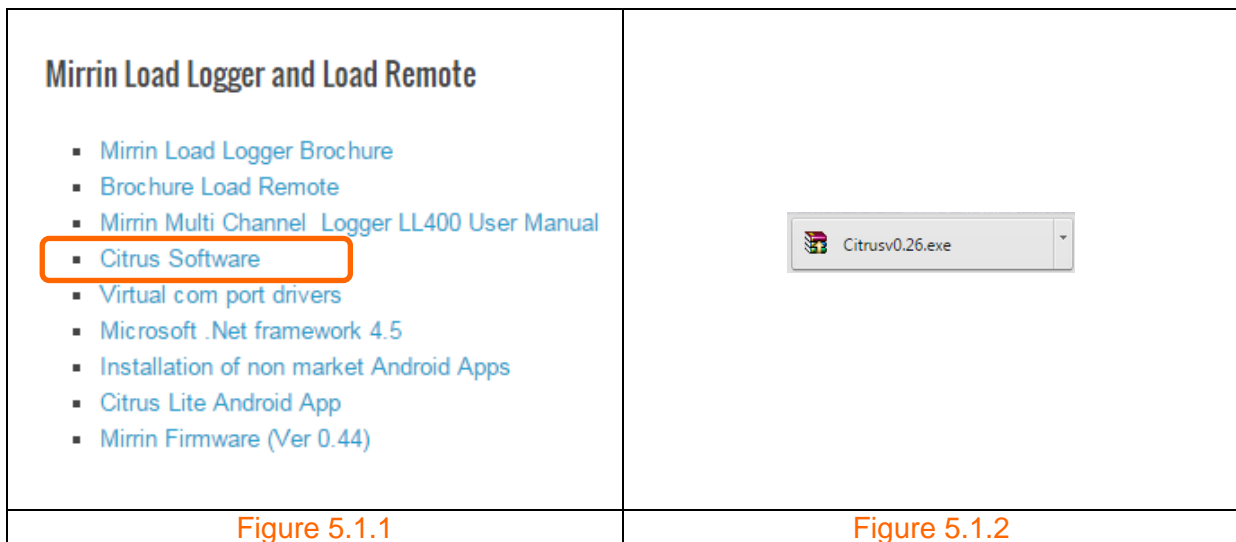 Mirrin Load Logger and Load Remote
Mirrin Load Logger Brochure
Brochure Load Remote
Mirrin Multi Channel Logger LL400 User Manual
Citrus Software
Virtual com port drivers
Microsoft .Net framework 4.5
Installation of non market Android Apps
Citrus Lite Android App
Mirrin Firmware (Ver 0.44)
Figure 5.1.1
Citrusv0.26.exe
Figure 5.1.2